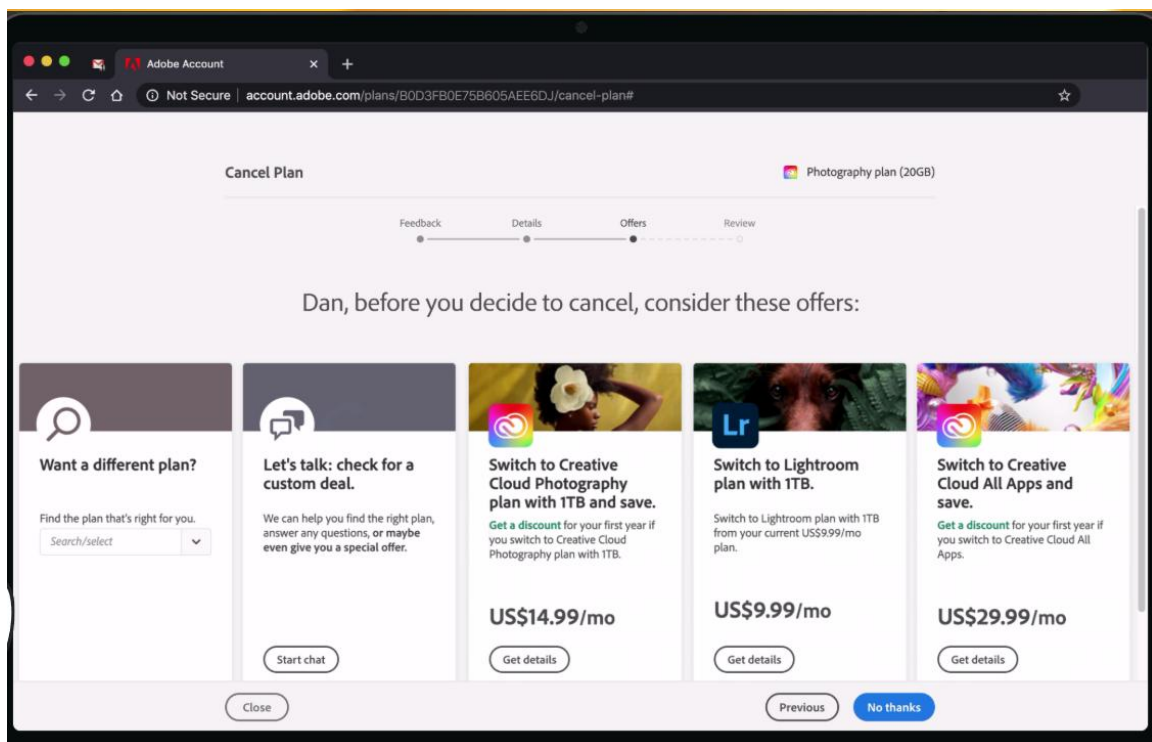 Adobe Account
Not Secure | account.adobe.com/plans/B0D3FB0E75B605AEE6DJ/cancel-plan#
Cancel Plan
Photography plan (20GB)
Feedback Details Offers Review
Dan, before you decide to cancel, consider these offers:
Want a different plan?
Find the plan that's right for you.
Search/select
Let's talk: check for a
custom deal.
We can help you find the right plan,
answer any questions, or maybe
even give you a special offer.
Start chat
Switch to Creative
Cloud Photography
plan with 1TB and save.
Get a discount for your first year if
you switch to Creative Cloud
Photography plan with 1TB.
US$14.99/mo
Get details
Lr
Switch to Lightroom
plan with 1TB.
Switch to Lightroom plan with 1TB
from your current US$9.99/mo
plan.
US$9.99/mo
Get details
Switch to Creative
Cloud All Apps and
save.
Get a discount for your first year if
you switch to Creative Cloud All
Apps.
US$29.99/mo
Get details
Close
Previous
No thanks